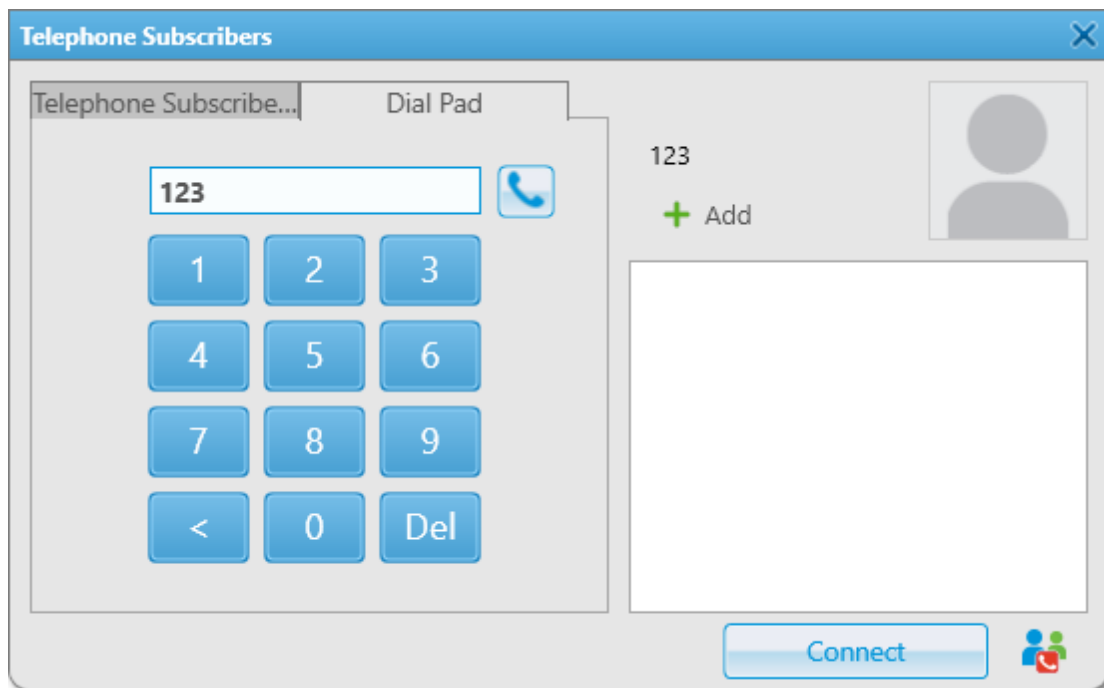 Telephone Subscribers
Telephone Subscribe...
Dial Pad
123
1 2 3
4 5 6
7 8 9
< 0 Del
123
Add
Connect